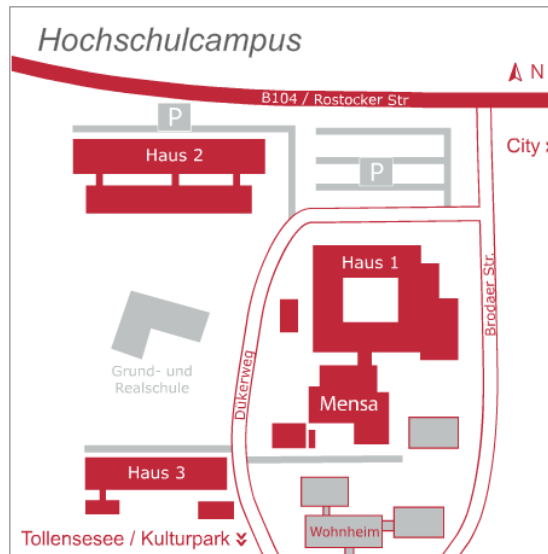 Hochschulcampus
N
B104 / Rostocker Str
P
City
Haus 2
P
Haus 1
Brodaer Str.
Grund- und
Realschule
Dukerweg
Mensa
Haus 3
Wohnheim
Tollensesee / Kulturpark